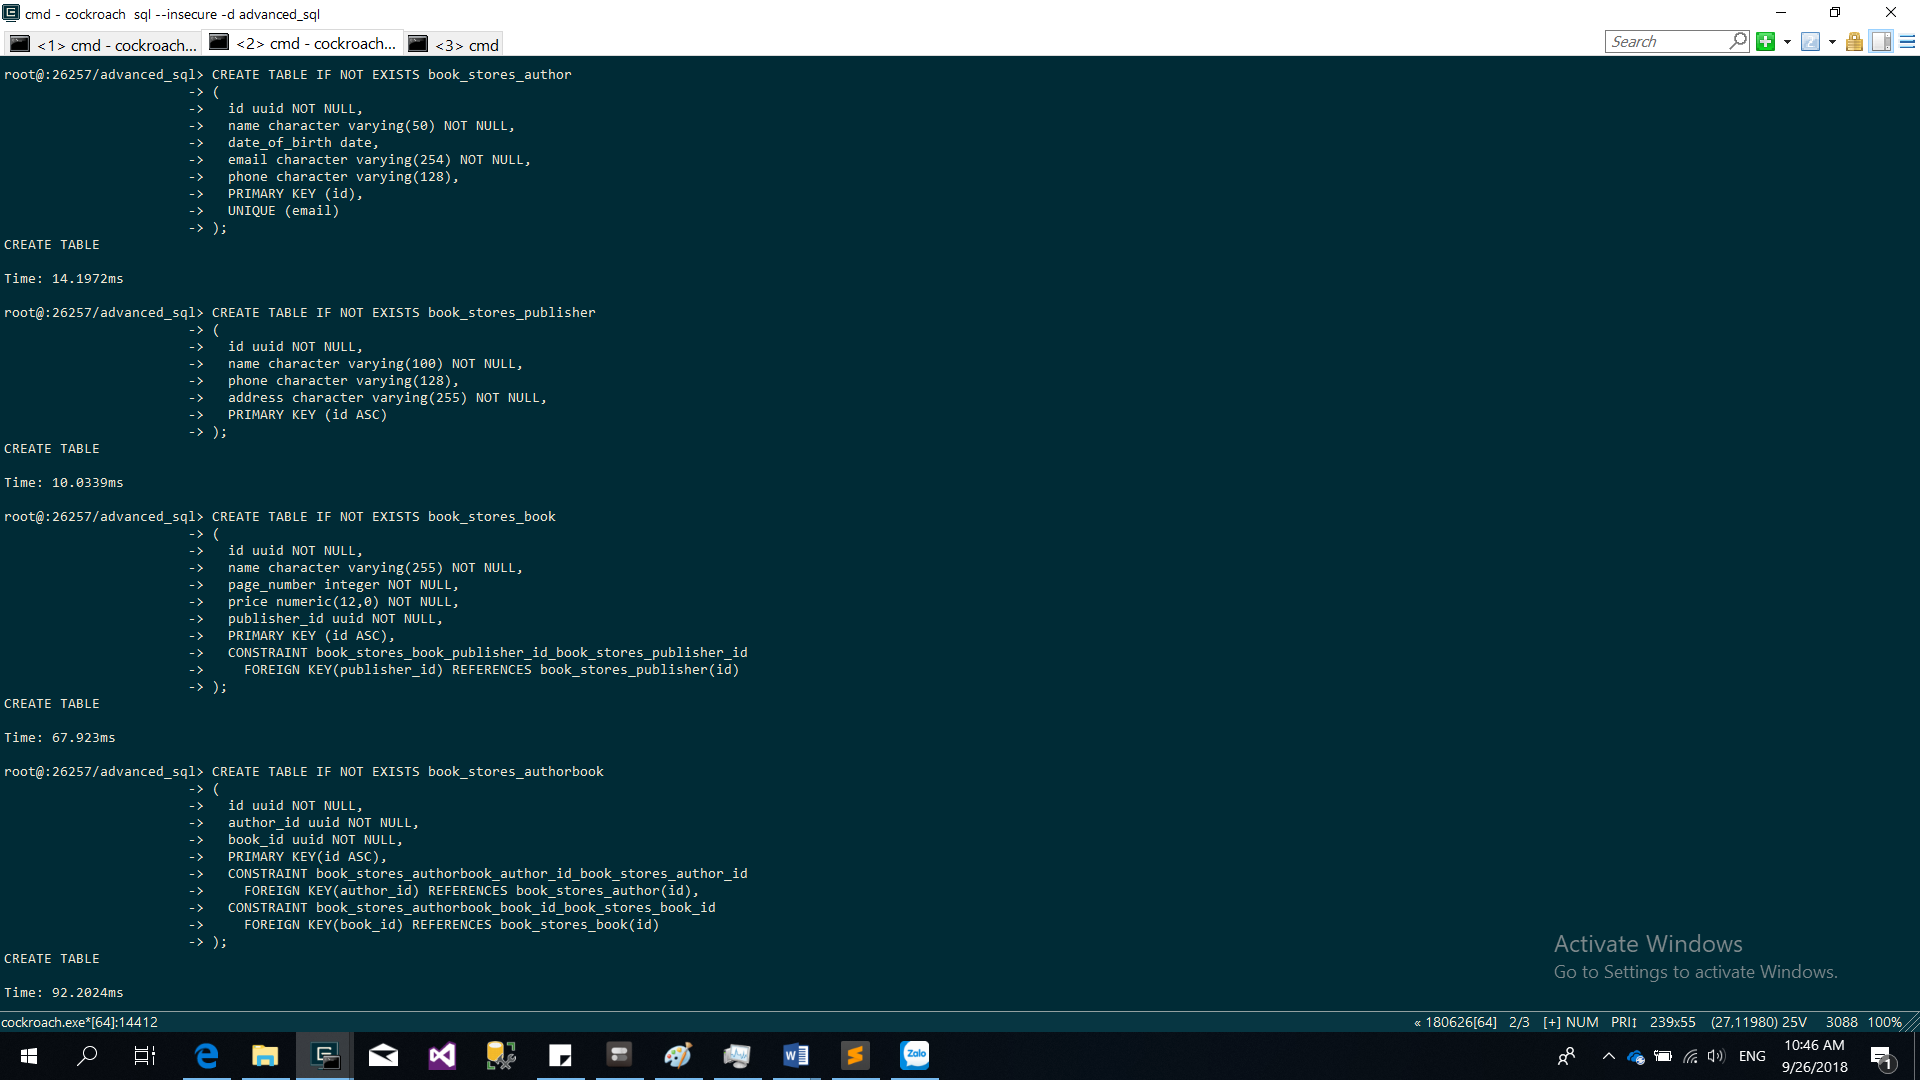 cmd - cockroach  sql --insecure -d advanced_sql
<1> cmd - cockroach...
<2> cmd - cockroach...
<3> cmd
Search
root@:26257/advanced_sql> CREATE TABLE IF NOT EXISTS book_stores_author
-> (
->   id uuid NOT NULL,
->   name character varying(50) NOT NULL,
->   date_of_birth date,
->   email character varying(254) NOT NULL,
->   phone character varying(128),
->   PRIMARY KEY (id),
->   UNIQUE (email)
-> );
CREATE TABLE
Time: 14.1972ms
root@:26257/advanced_sql> CREATE TABLE IF NOT EXISTS book_stores_publisher
-> (
->   id uuid NOT NULL,
->   name character varying(100) NOT NULL,
->   phone character varying(128),
->   address character varying(255) NOT NULL,
->   PRIMARY KEY (id ASC)
-> );
CREATE TABLE
Time: 10.0339ms
root@:26257/advanced_sql> CREATE TABLE IF NOT EXISTS book_stores_book
-> (
->   id uuid NOT NULL,
->   name character varying(255) NOT NULL,
->   page_number integer NOT NULL,
->   price numeric(12,0) NOT NULL,
->   publisher_id uuid NOT NULL,
->   PRIMARY KEY (id ASC),
->   CONSTRAINT book_stores_book_publisher_id_book_stores_publisher_id
->     FOREIGN KEY(publisher_id) REFERENCES book_stores_publisher(id)
-> );
CREATE TABLE
Time: 67.923ms
root@:26257/advanced_sql> CREATE TABLE IF NOT EXISTS book_stores_authorbook
-> (
->   id uuid NOT NULL,
->   author_id uuid NOT NULL,
->   book_id uuid NOT NULL,
->   PRIMARY KEY(id ASC),
->   CONSTRAINT book_stores_authorbook_author_id_book_stores_author_id
->     FOREIGN KEY(author_id) REFERENCES book_stores_author(id),
->   CONSTRAINT book_stores_authorbook_book_id_book_stores_book_id
->     FOREIGN KEY(book_id) REFERENCES book_stores_book(id)
-> );
CREATE TABLE
Time: 92.2024ms
Activate Windows
Go to Settings to activate Windows.
cockroach.exe*[64]:14412
« 180626[64]  2/3  [+] NUM  PRI↕  239x55  (27,11980) 25V  3088  100%
Zalo
ENG
10:46 AM
9/26/2018
1